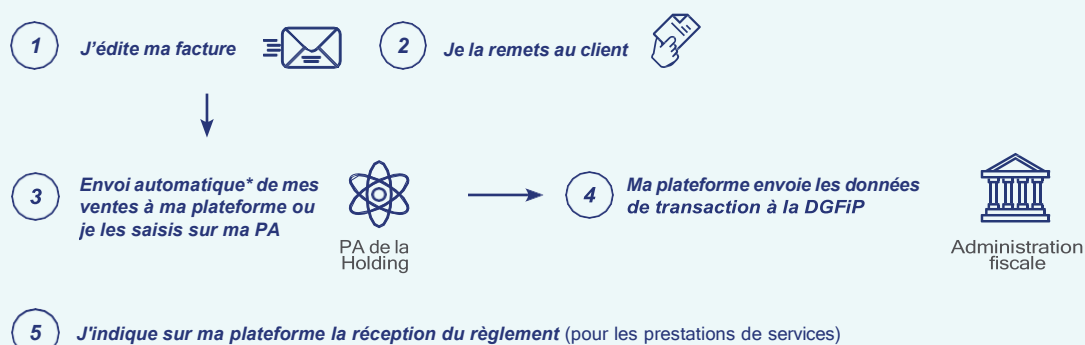 1 J’édite ma facture
2 Je la remets au client
3 Envoi automatique* de mes
ventes à ma plateforme ou
je les saisis sur ma PA
PA de la
Holding
4 Ma plateforme envoie les données
de transaction à la DGFiP
Administration
fiscale
5 J'indique sur ma plateforme la réception du règlement (pour les prestations de services)